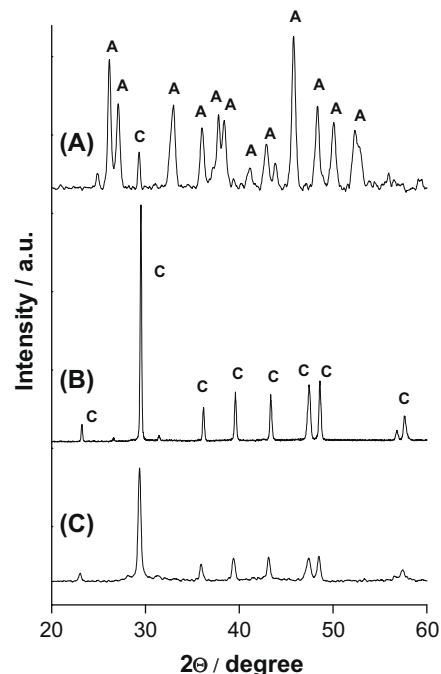 A
A
A
A A A
A A
A A
(A) C A A
C
Intensity / a.u.
(B) C C C C C C
C
(C)
20 30 40 50 60
2Θ / degree